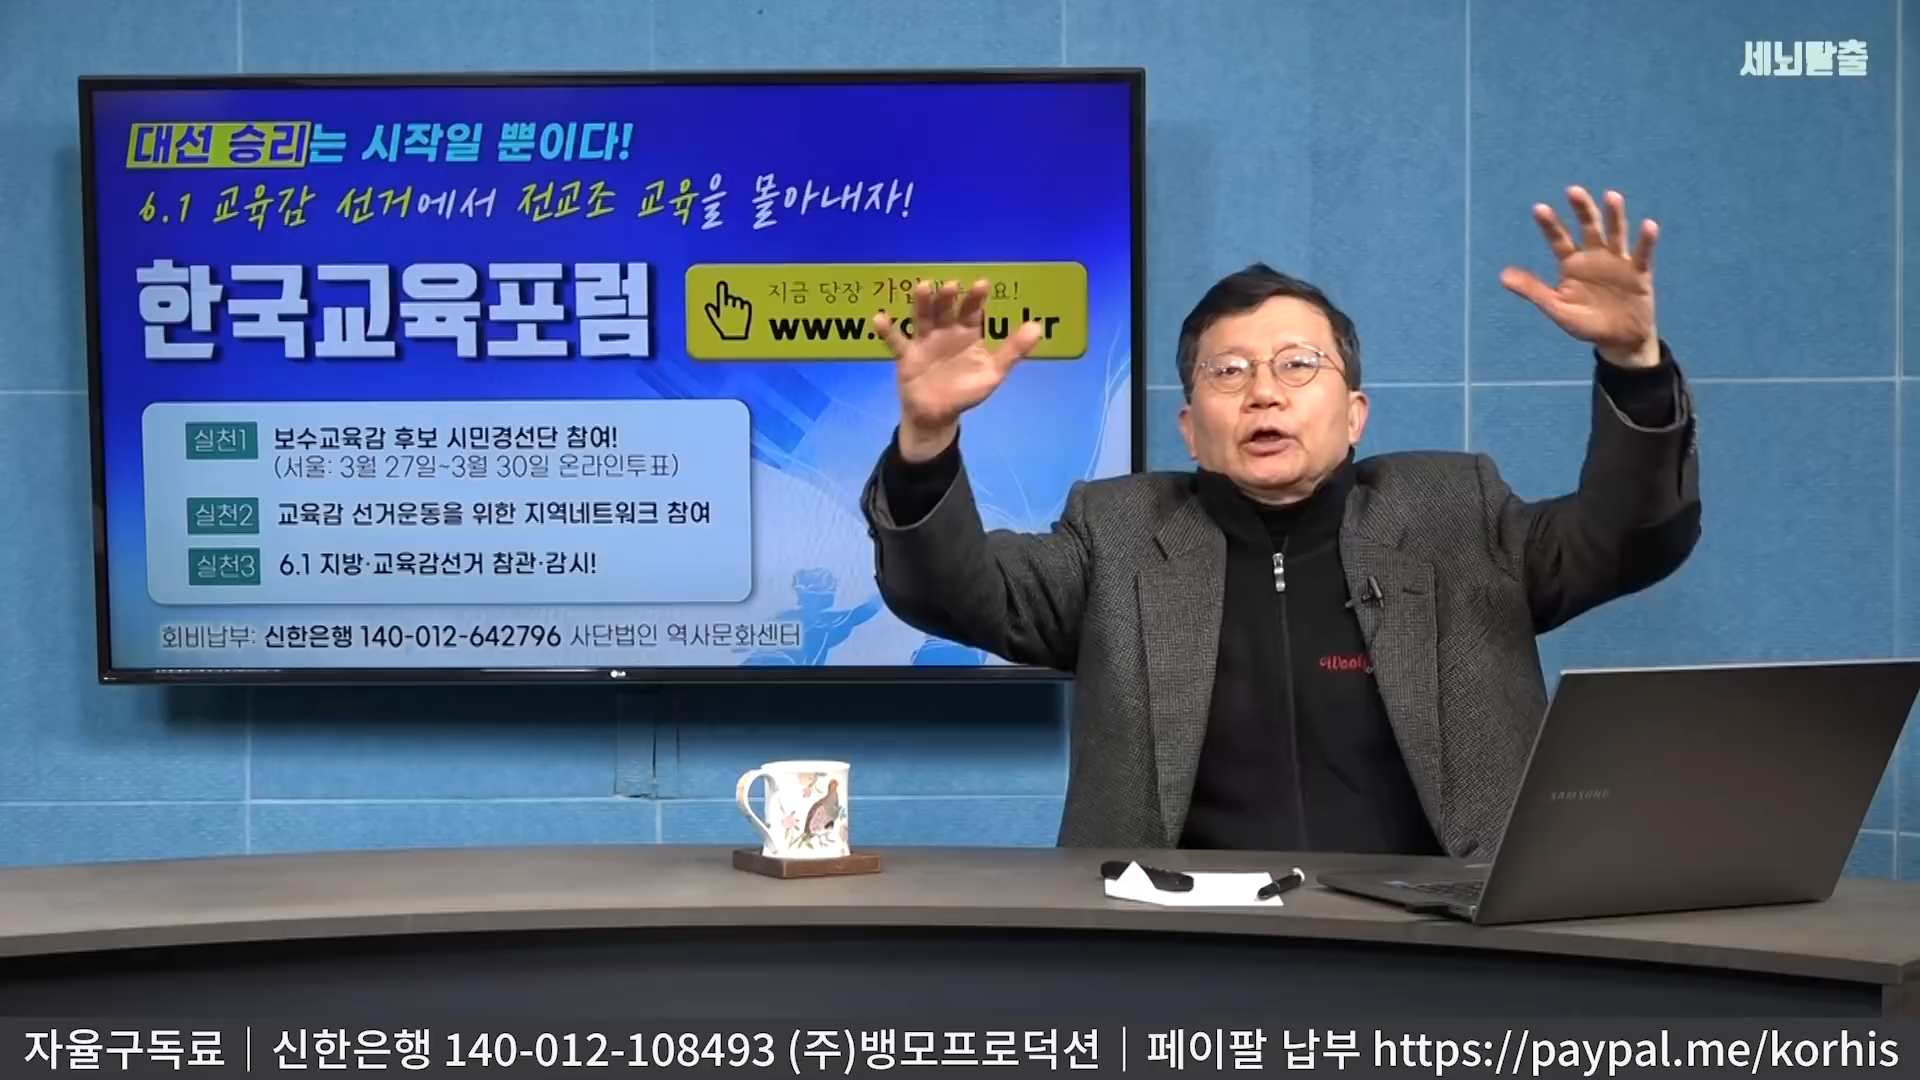 세뇌탈출
대선 승리는 시작일 뿐이다!
6.1 교육감 선거에서 전교조 교육을 몰아내자!
한국교육포럼
지금 당장 가입
www.
kr
실천1 보수교육감 후보 시민경선단 참여!
(서울: 3월 27일~3월 30일 온라인투표)
실천2 교육감 선거운동을 위한 지역네트워크 참여
실천3 6.1 지방·교육감선거 참관·감시!
회비납부: 신한은행 140-012-642796 사단법인 역사문화센터
LG
SAMSUNG
자율구독료 | 신한은행 140-012-108493 (주)뱅모프로덕션 | 페이팔 납부 https://paypal.me/korhis